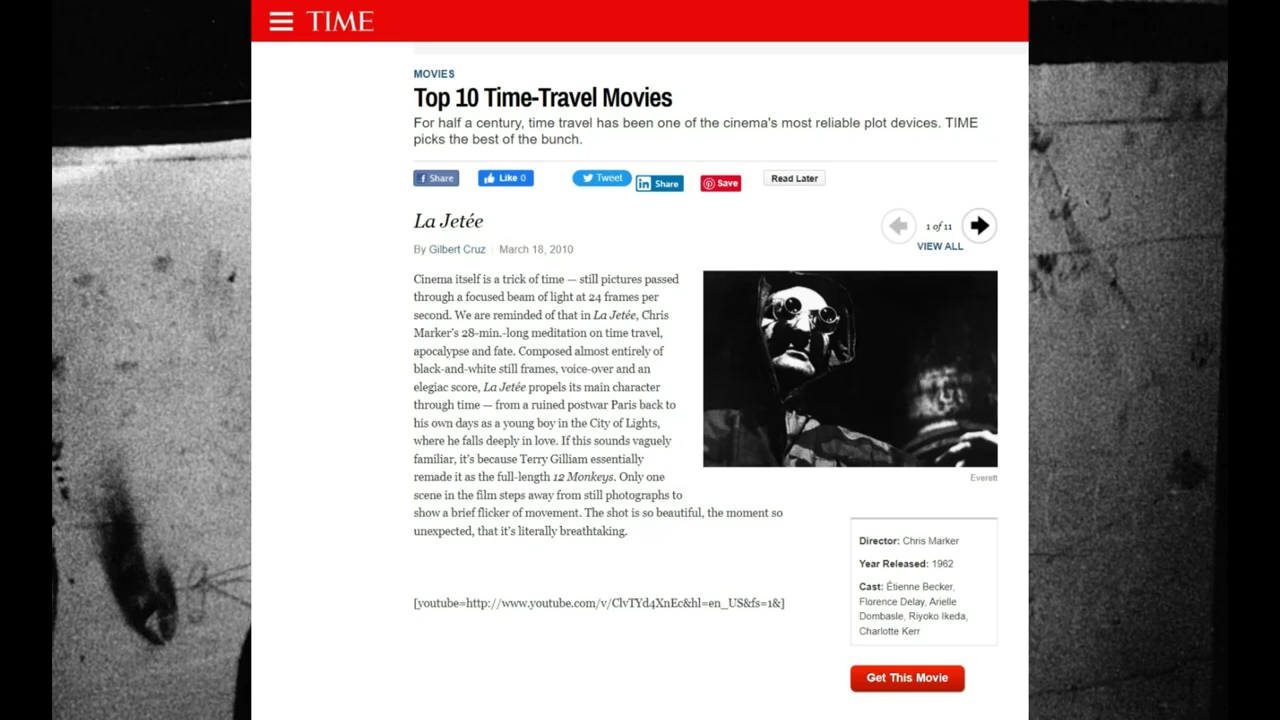 TIME
MOVIES
Top 10 Time-Travel Movies
For half a century, time travel has been one of the cinema's most reliable plot devices. TIME
picks the best of the bunch.
Share
Like 0
Tweet
Share
Save
Read Later
La Jetée
1 of 11
VIEW ALL
By Gilbert Cruz March 18, 2010
Cinema itself is a trick of time — still pictures passed
through a focused beam of light at 24 frames per
second. We are reminded of that in La Jetée, Chris
Marker's 28-min.-long meditation on time travel,
apocalypse and fate. Composed almost entirely of
black-and-white still frames, voice-over and an
elegiac score, La Jetée propels its main character
through time — from a ruined postwar Paris back to
his own days as a young boy in the City of Lights,
where he falls deeply in love. If this sounds vaguely
familiar, it's because Terry Gilliam essentially
remade it as the full-length 12 Monkeys. Only one
scene in the film steps away from still photographs to
show a brief flicker of movement. The shot is so beautiful, the moment so
unexpected, that it's literally breathtaking.
Everett
[youtube=http://www.youtube.com/v/ClvTYd4XnEc&hl=en_US&fs=1&]
Director: Chris Marker
Year Released: 1962
Cast: Étienne Becker,
Florence Delay, Arielle
Dombasle, Riyoko Ikeda,
Charlotte Kerr
Get This Movie